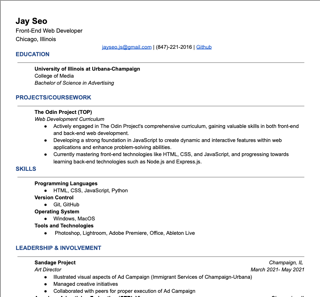 Jay Seo
Front-End Web Developer
Chicago, Illinois
jayseo.js@gmail.com | (847)-221-2016 | Github
EDUCATION
University of Illinois at Urbana-Champaign
College of Media
Bachelor of Science in Advertising
PROJECTS/COURSEWORK
The Odin Project (TOP)
Web Development Curriculum
● Actively engaged in The Odin Project's comprehensive curriculum, gaining valuable skills in both front-end
and back-end web development.
● Developing a strong foundation in JavaScript to create dynamic and interactive features within web
applications and enhance problem-solving abilities.
● Currently mastering front-end technologies like HTML, CSS, and JavaScript, and progressing towards
learning back-end technologies such as Node.js and Express.js.
SKILLS
Programming Languages
● HTML, CSS, JavaScript, Python
Version Control
● Git, GitHub
Operating System
● Windows, MacOS
Tools and Technologies
● Photoshop, Lightroom, Adobe Premiere, Office, Ableton Live
LEADERSHIP & INVOLVEMENT
Sandage Project Champaign, IL
Art Director March 2021- May 2021
● Illustrated visual aspects of Ad Campaign (Immigrant Services of Champaign-Urbana)
● Managed creative initiatives
● Collaborated with peers for proper execution of Ad Campaign